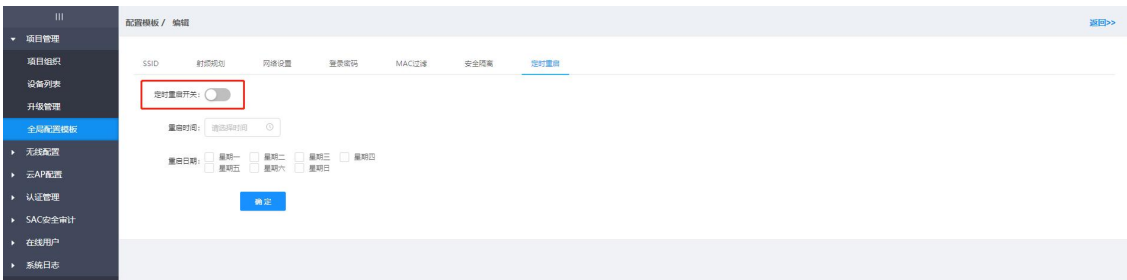 配置模板 / 编辑
返回>>
项目管理
项目组织
设备列表
升级管理
全局配置模板
无线配置
云AP配置
认证管理
SAC安全审计
在线用户
系统日志
SSID 射频规划 网络设置 登录密码 MAC过滤 安全隔离 定时重启
定时重启开关：
重启时间： 请选择时间
重启日期： 星期一 星期二 星期三 星期四
星期五 星期六 星期日
确 定